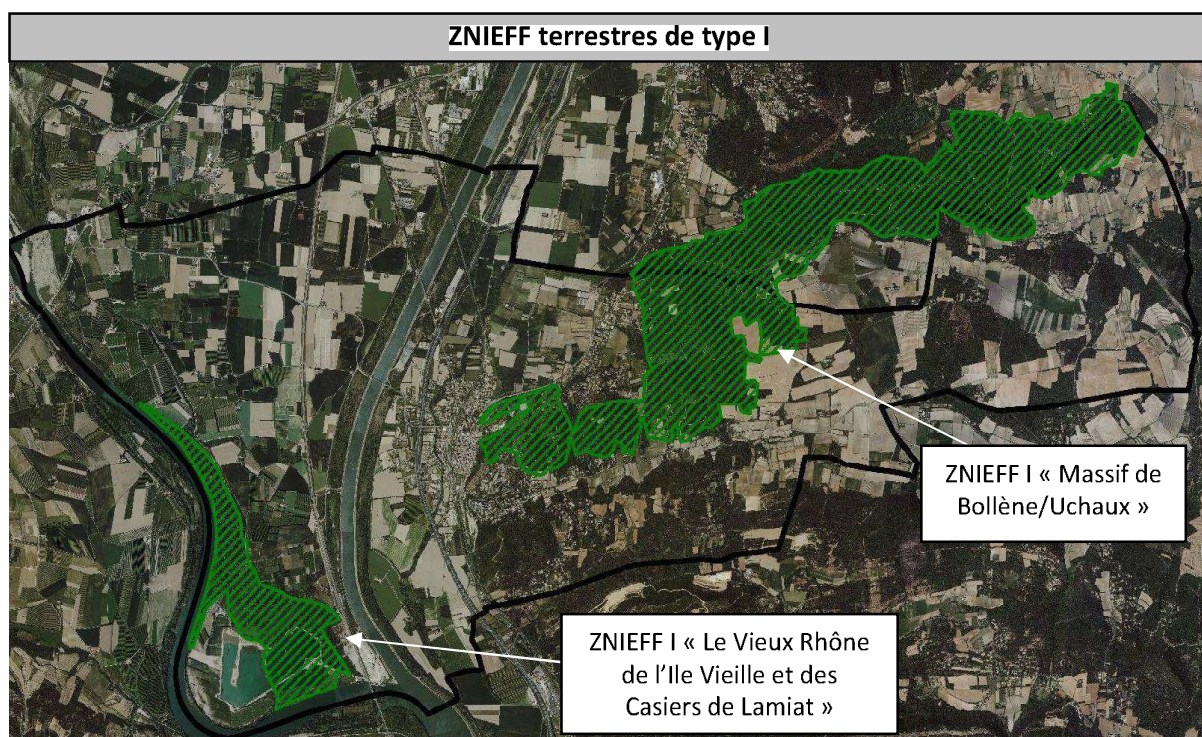 ZNIEFF terrestres de type I
ZNIEFF I « Massif de
Bollène/Uchaux »
ZNIEFF I « Le Vieux Rhône
de l’Ile Vieille et des
Casiers de Lamiat »